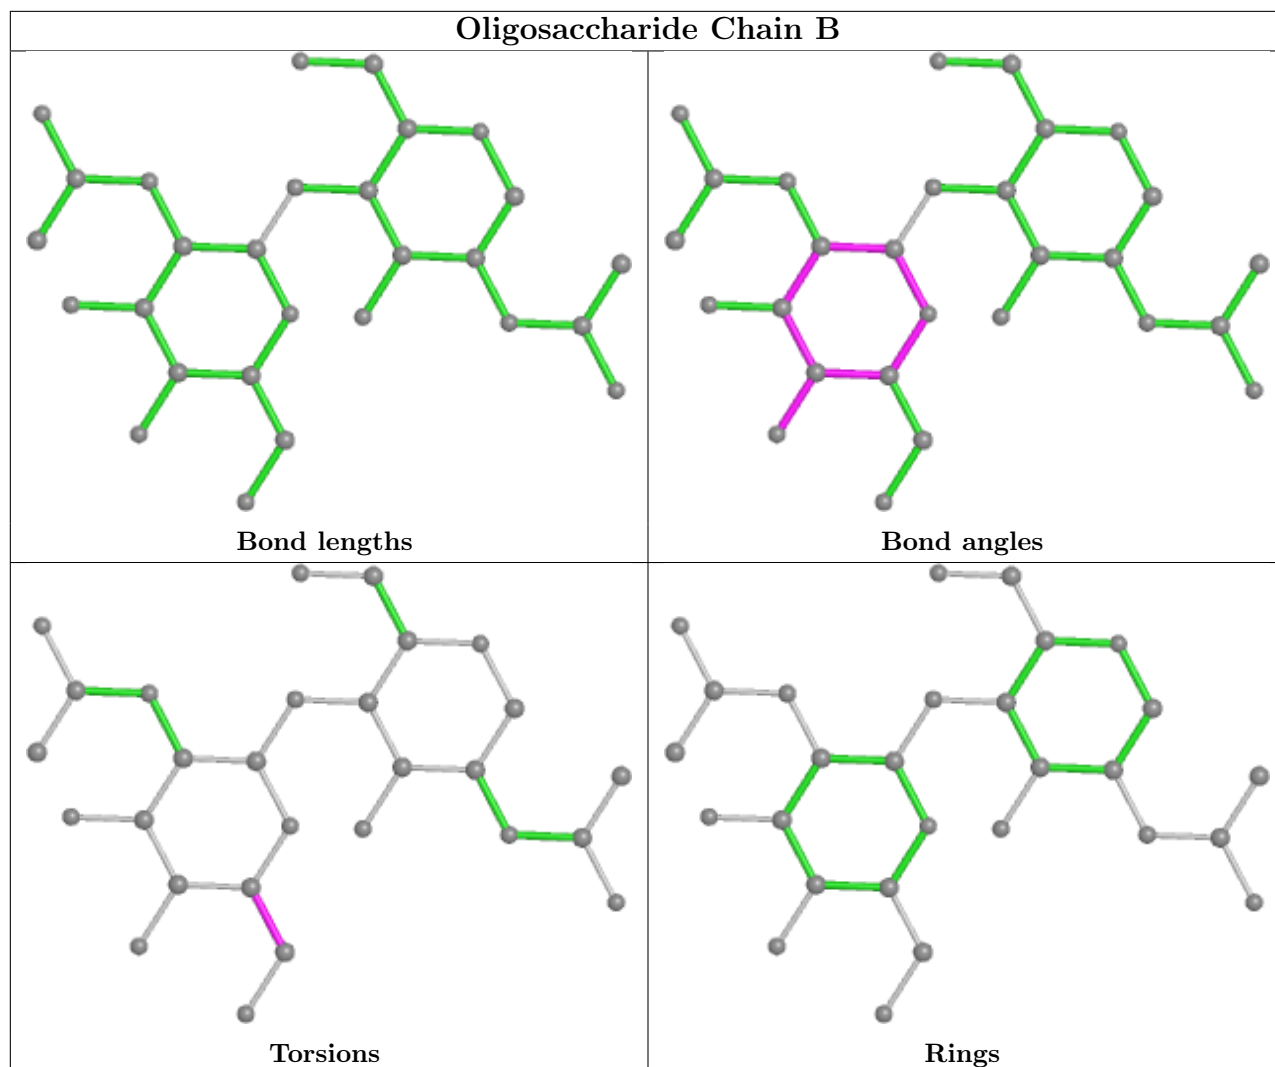 Oligosaccharide Chain B
Bond lengths
Bond angles
Torsions
Rings